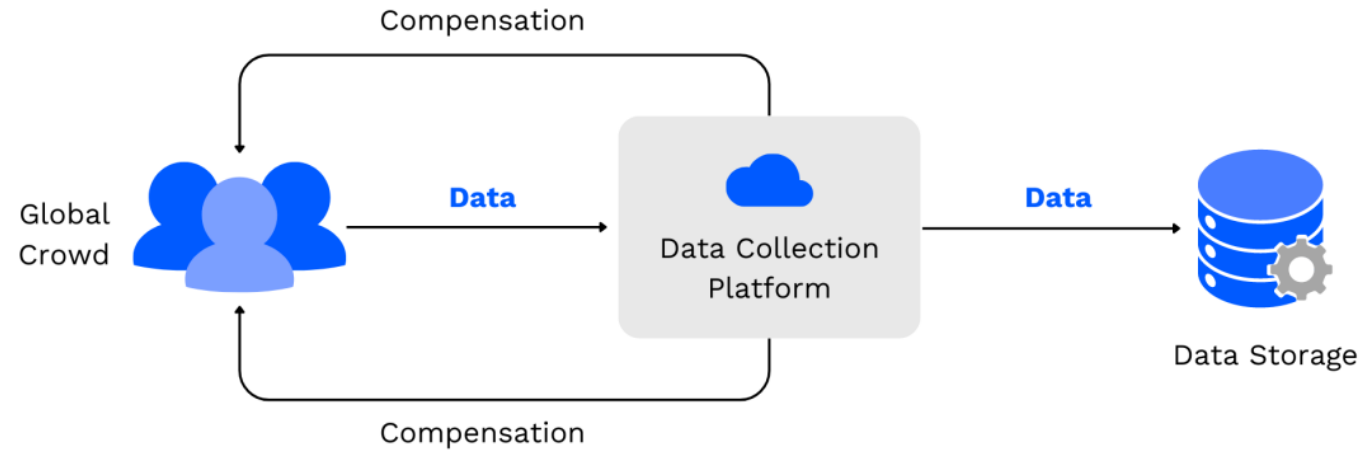 Compensation
Global
Crowd
Data
Data Collection
Platform
Data
Data Storage
Compensation